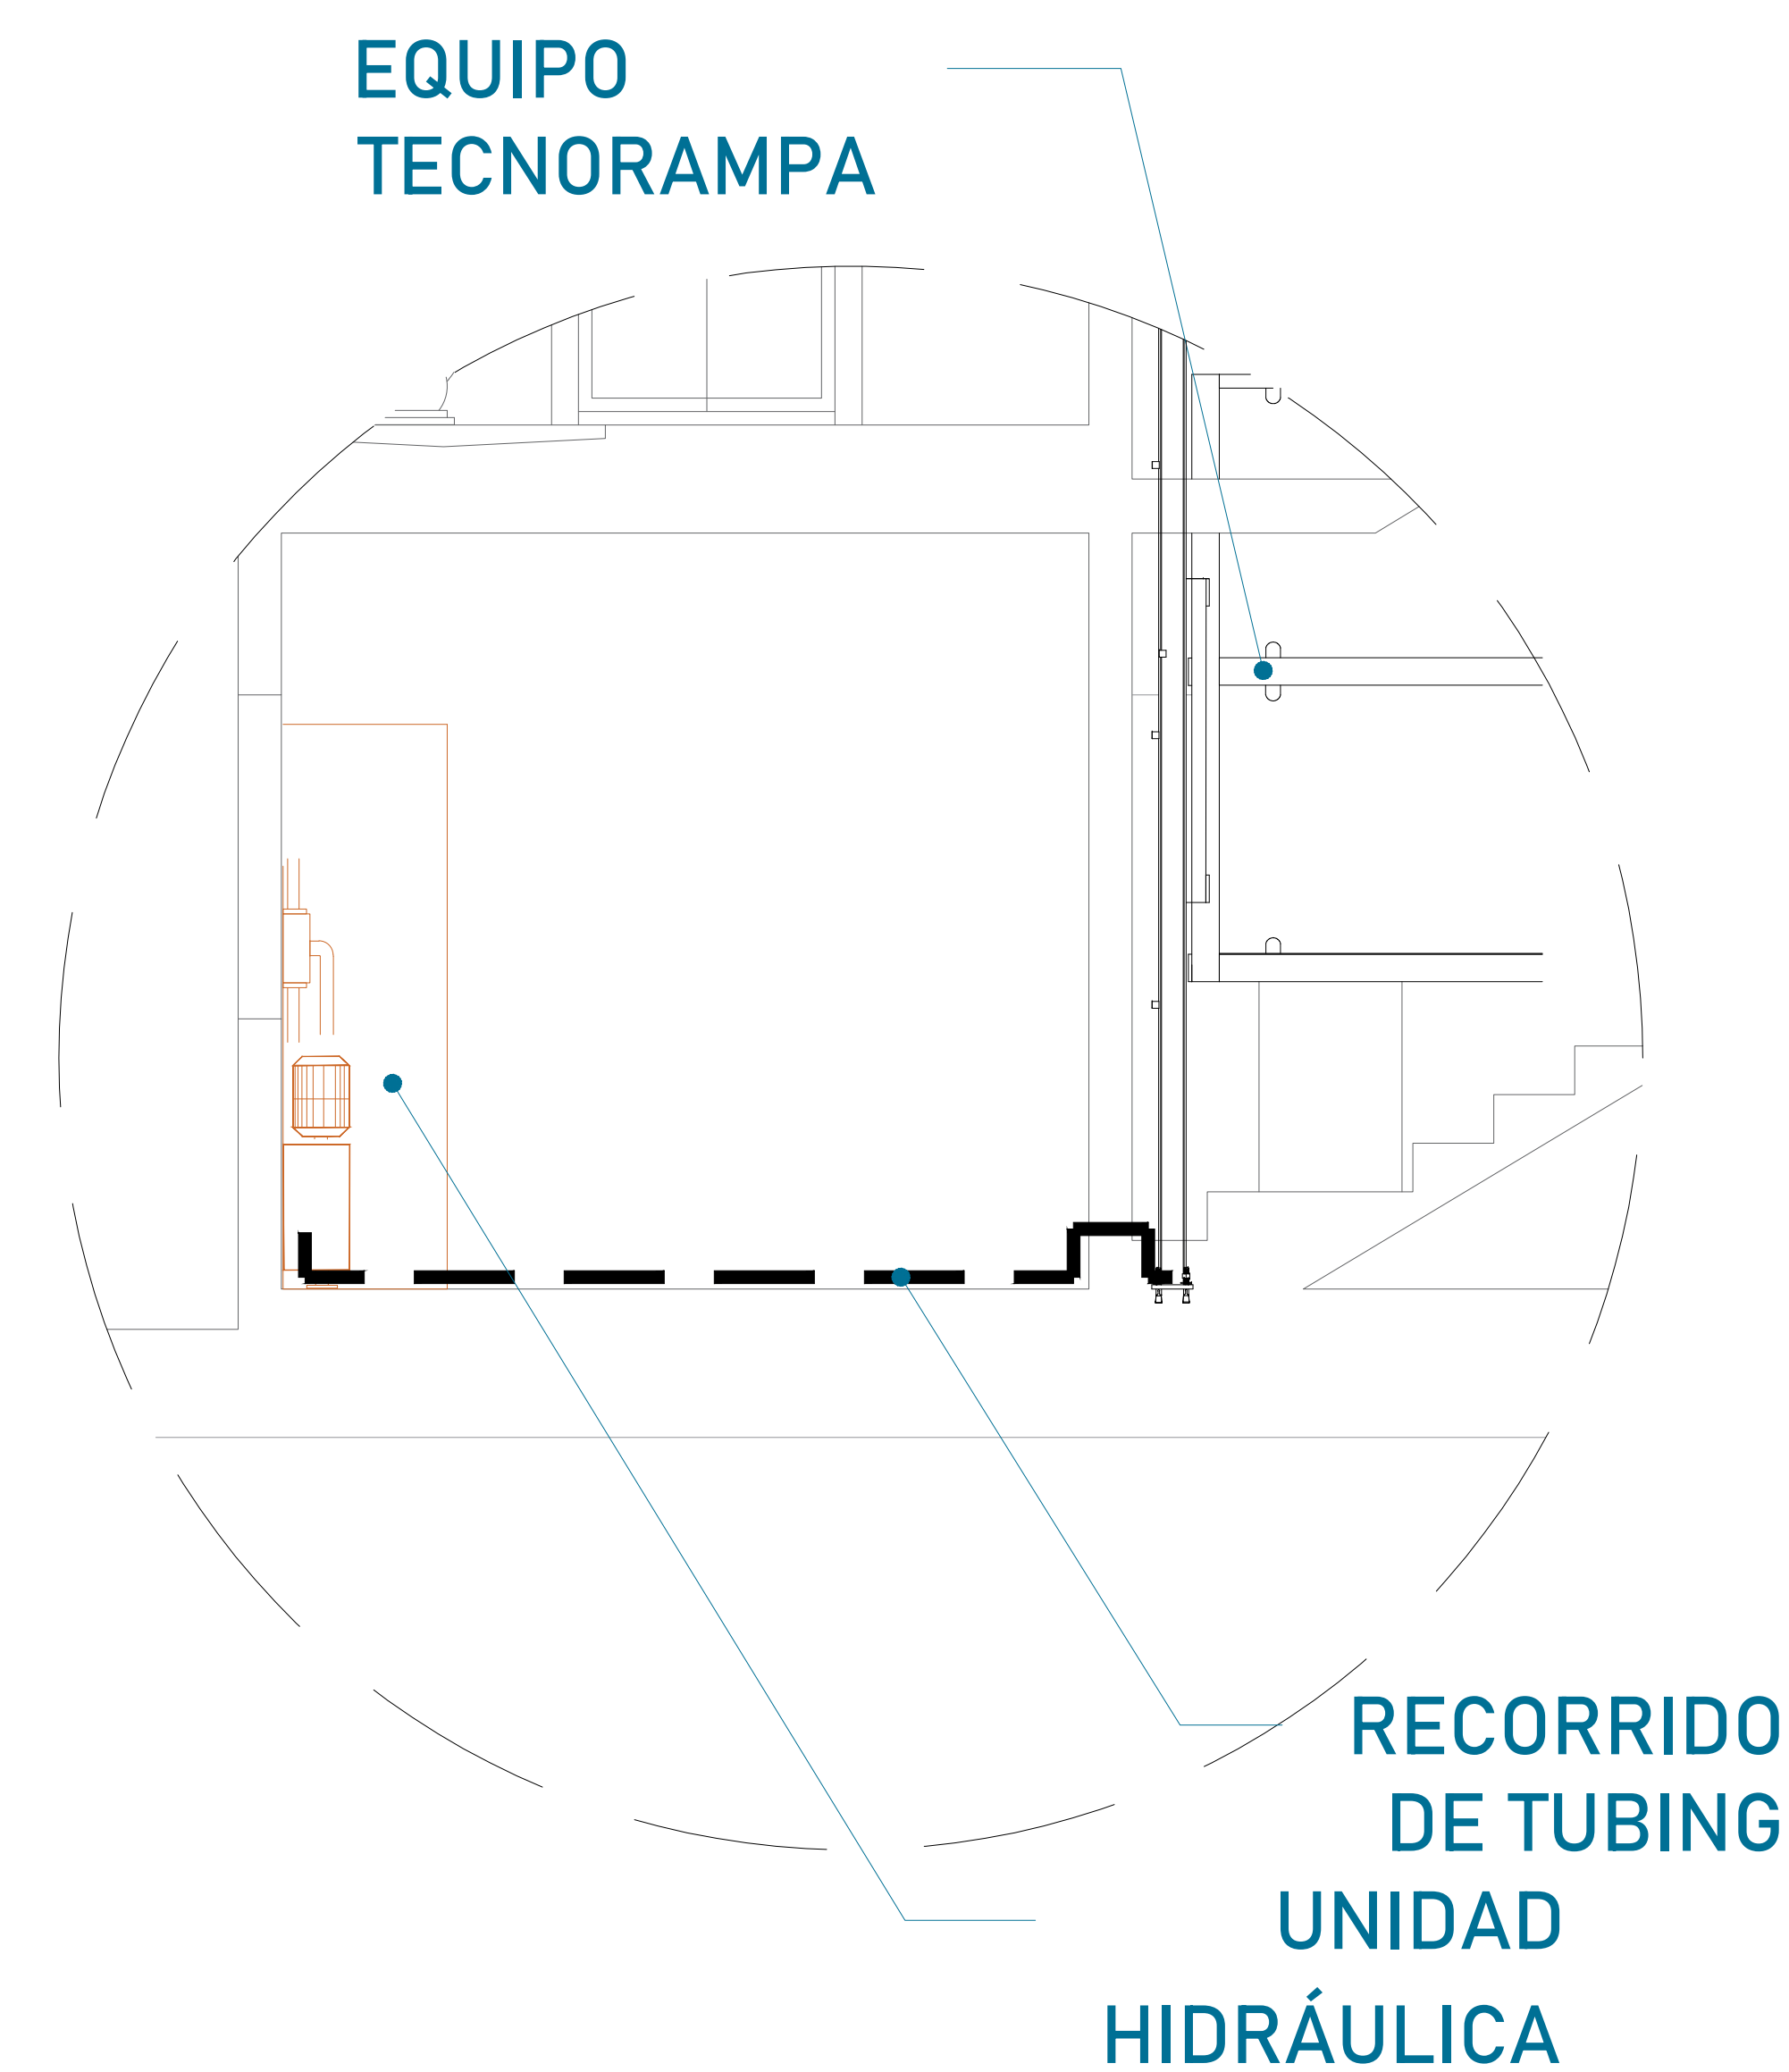 EQUIPO
TECNORAMPA
RECORRIDO
DE TUBING
UNIDAD
HIDRÁULICA